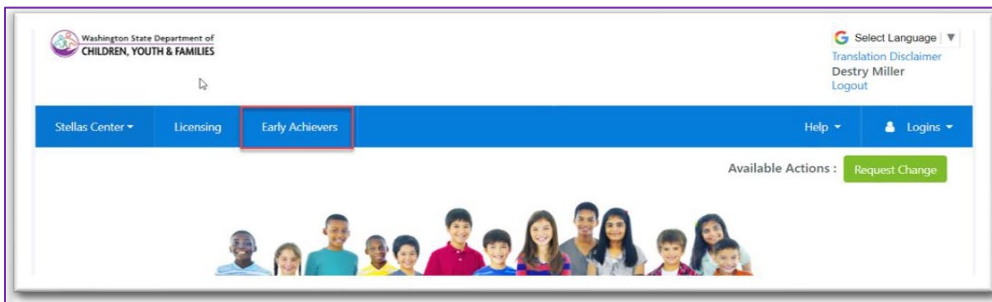 Washington State Department of
CHILDREN, YOUTH & FAMILIES
G Select Language ▼
Translation Disclaimer
Destry Miller
Logout
Stellas Center Licensing Early Achievers Help Logins
Available Actions : Request Change